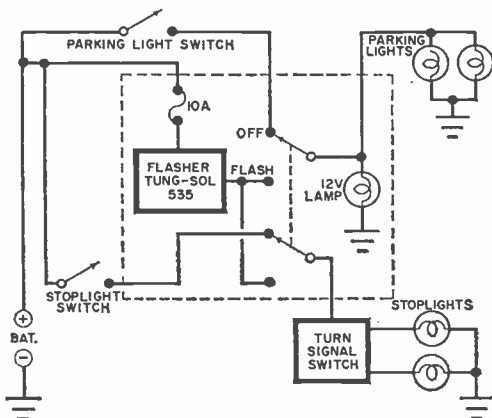 PARKING LIGHT SWITCH
PARKING
LIGHTS
10A
OFF
FLASHER
TUNG-SOL
535
FLASH
12V
LAMP
STOPLIGHT
SWITCH
STOPLIGHTS
+
BAT.
−
TURN
SIGNAL
SWITCH